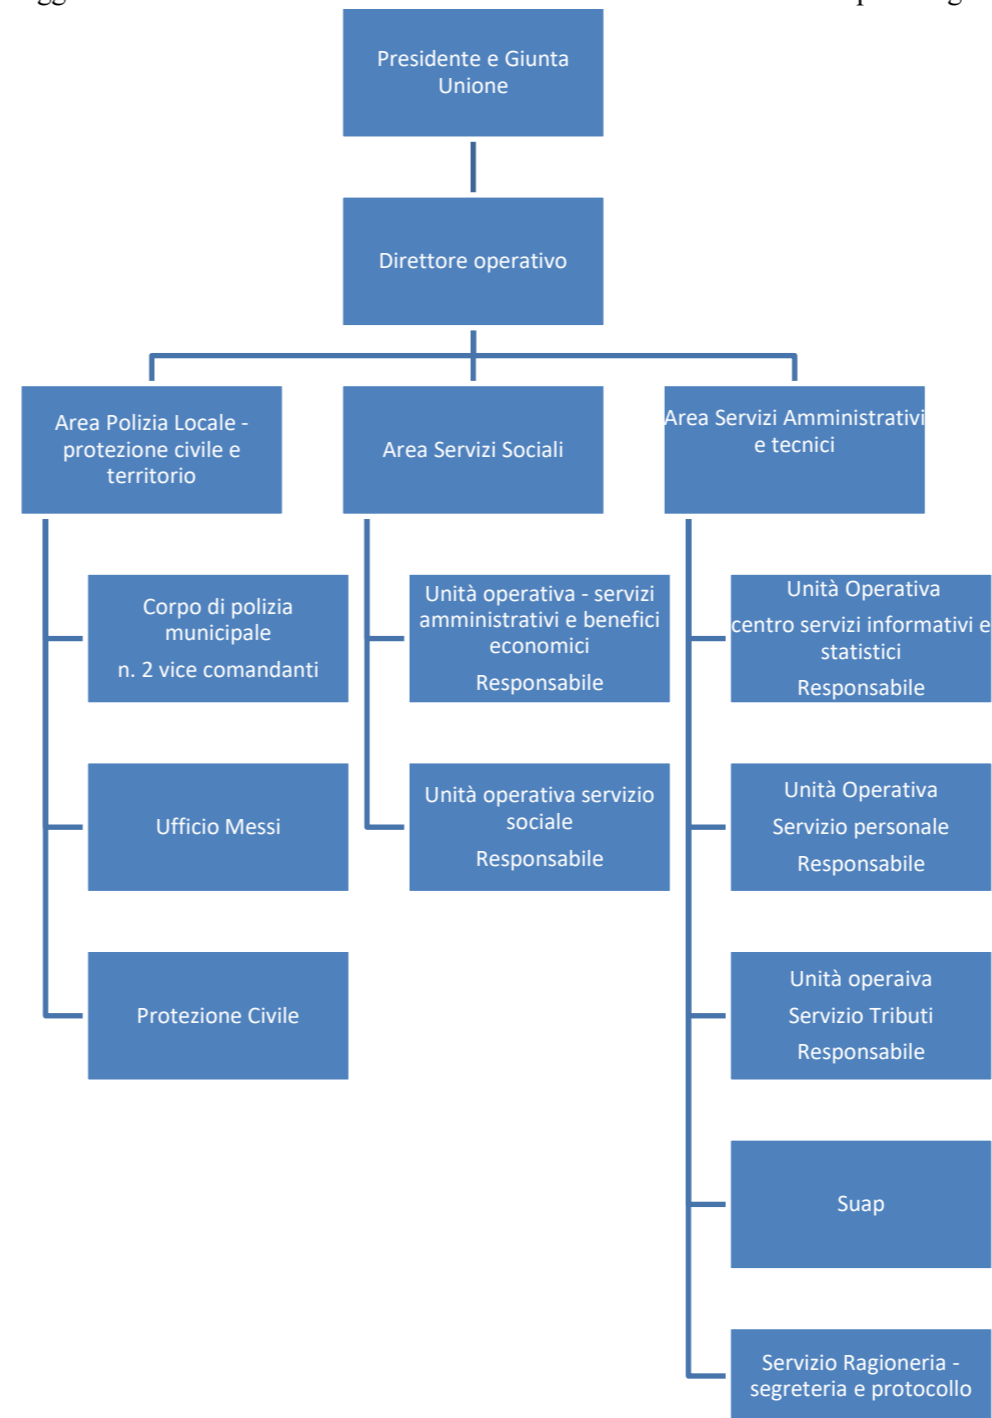 Presidente e Giunta
Unione
Direttore operativo
Area Polizia Locale -
protezione civile e
territorio
Area Servizi Sociali
Area Servizi Amministrativi
e tecnici
Corpo di polizia
municipale
n. 2 vice comandanti
Ufficio Messi
Protezione Civile
Unità operativa - servizi
amministrativi e benefici
economici
Responsabile
Unità operativa servizio
sociale
Responsabile
Unità Operativa
centro servizi informativi e
statistici
Responsabile
Unità Operativa
Servizio personale
Responsabile
Unità operaiva
Servizio Tributi
Responsabile
Suap
Servizio Ragioneria -
segreteria e protocollo